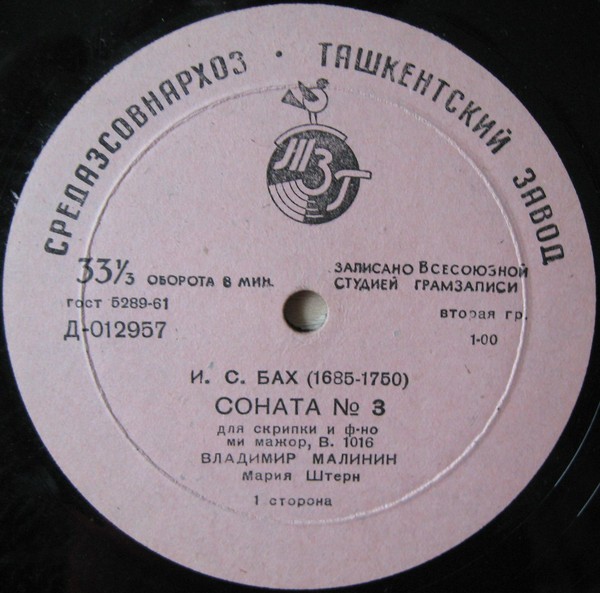 СРЕДАЗСОВНАРХОЗ · ТАШКЕНТСКИЙ ЗАВОД
ТЗГ
33⅓ ОБОРОТА В МИН.
ГОСТ 5289-61
Д-012957
ЗАПИСАНО ВСЕСОЮЗНОЙ
СТУДИЕЙ ГРАМЗАПИСИ
вторая гр.
1-00
И. С. БАХ (1685-1750)
СОНАТА № 3
для скрипки и ф-но
ми мажор, В. 1016
ВЛАДИМИР МАЛИНИН
Мария Штерн
1 сторона